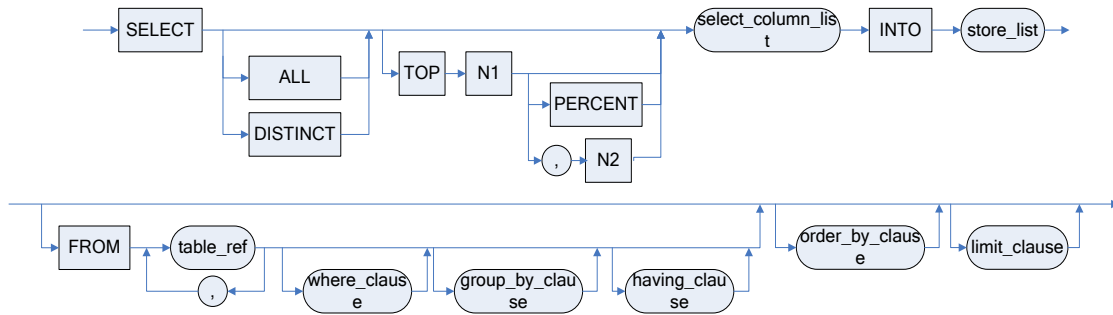 SELECT
ALL
DISTINCT
TOP
N1
PERCENT
,
N2
select_column_lis
t
INTO
store_list
FROM
table_ref
,
where_claus
e
group_by_clau
se
having_clau
se
order_by_claus
e
limit_clause